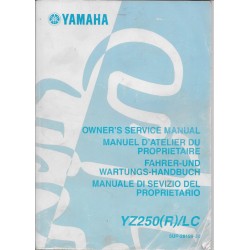 YAMAHA
OWNER'S SERVICE MANUAL
MANUEL D'ATELIER DU
PROPRIETAIRE
FAHRER-UND
WARTUNGS-HANDBUCH
MANUALE DI SEVIZIO DEL
PROPRIETARIO
YZ250(R)/LC